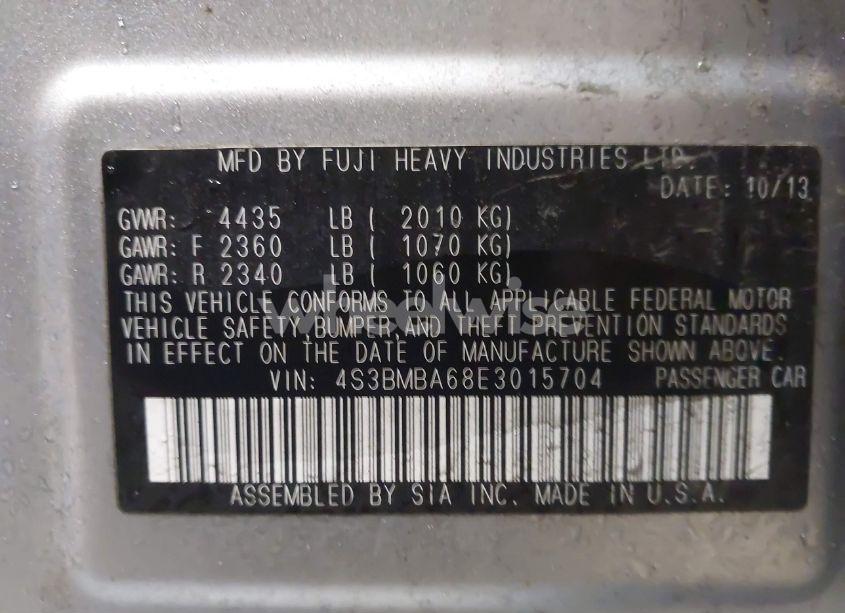 MFD BY FUJI HEAVY INDUSTRIES LTD.
DATE: 10/13
GVWR: 4435 LB ( 2010 KG)
GAWR: F 2360 LB ( 1070 KG)
GAWR: R 2340 LB ( 1060 KG)
THIS VEHICLE CONFORMS TO ALL APPLICABLE FEDERAL MOTOR
VEHICLE SAFETY, BUMPER, AND THEFT PREVENTION STANDARDS
IN EFFECT ON THE DATE OF MANUFACTURE SHOWN ABOVE.
VIN: 4S3BMBA68E3015704 PASSENGER CAR
ASSEMBLED BY SIA INC. MADE IN U.S.A.
wheelwise